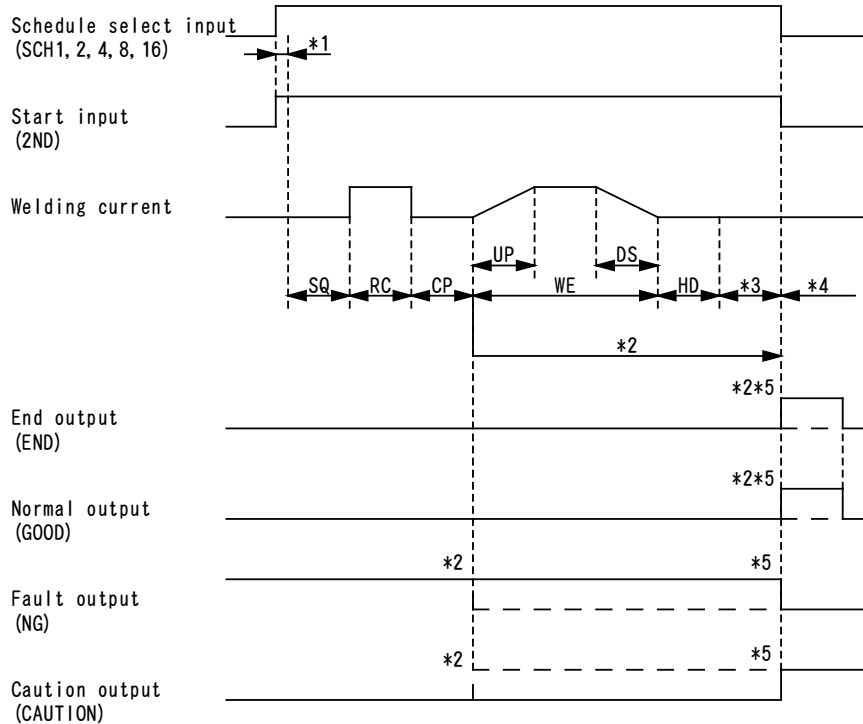 Schedule select input
(SCH1, 2, 4, 8, 16)
*1
Start input
(2ND)
Welding current
UP
DS
SQ
RC
CP
WE
HD
*3
*4
*2
*2*5
End output
(END)
*2*5
Normal output
(GOOD)
*2
*5
Fault output
(NG)
*2
*5
Caution output
(CAUTION)